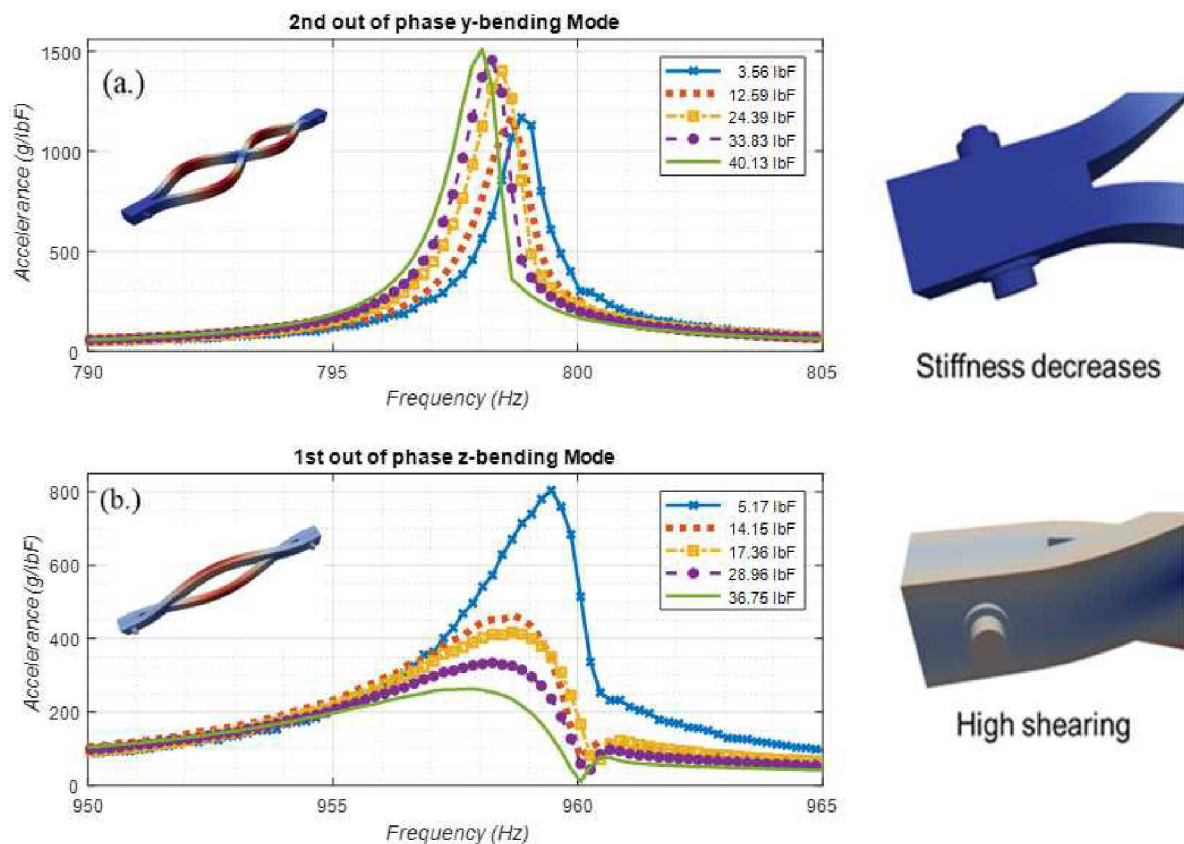 2nd out of phase y-bending Mode
(a.)
Accelerance (g/lbF)
1500
1000
500
0
3.56 lbF
12.59 lbF
24.39 lbF
33.83 lbF
40.13 lbF
790
795
800
805
Frequency (Hz)
Stiffness decreases
1st out of phase z-bending Mode
(b.)
Accelerance (g/lbF)
800
600
400
200
0
5.17 lbF
14.15 lbF
17.36 lbF
28.96 lbF
36.75 lbF
950
955
960
965
Frequency (Hz)
High shearing